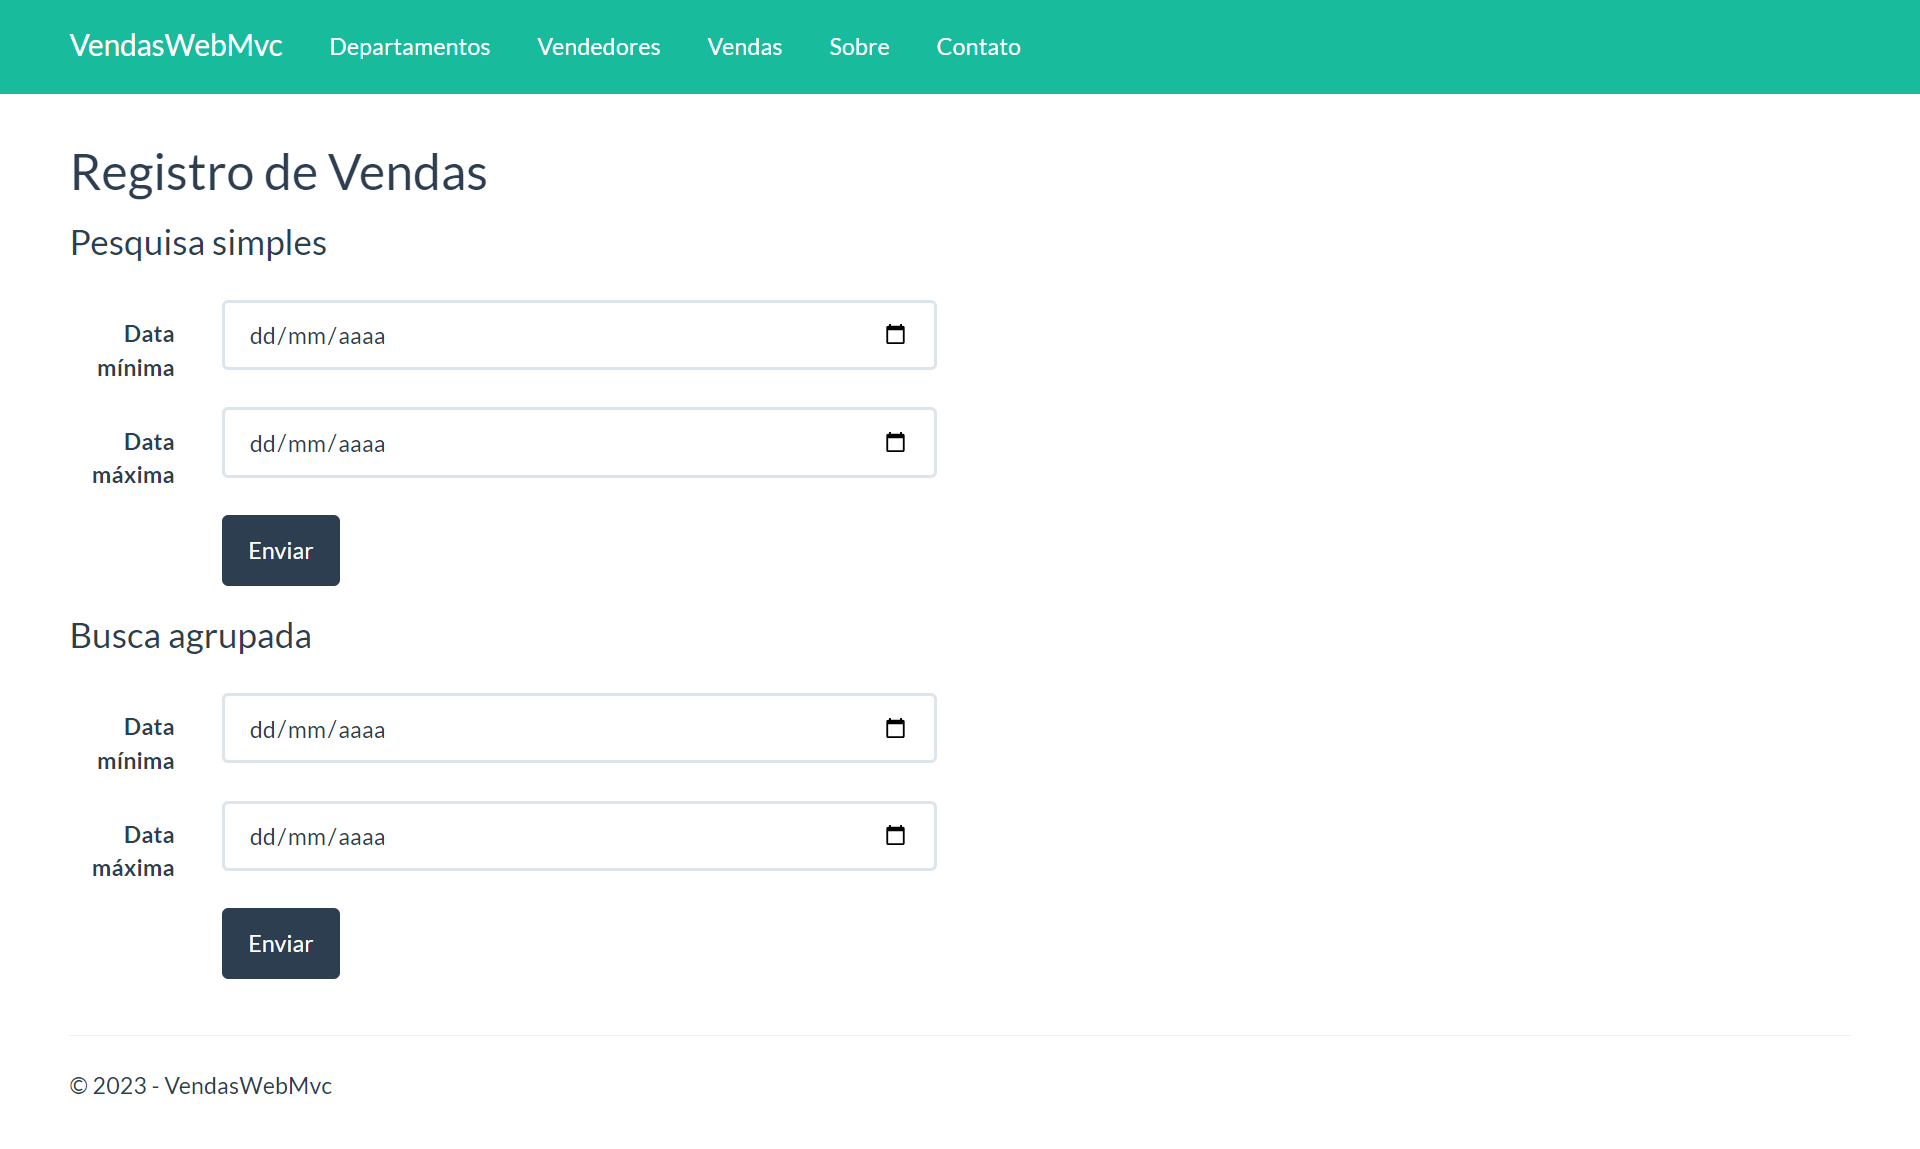 VendasWebMvc Departamentos Vendedores Vendas Sobre Contato
Registro de Vendas
Pesquisa simples
Data
mínima
dd/mm/aaaa
Data
máxima
dd/mm/aaaa
Enviar
Busca agrupada
Data
mínima
dd/mm/aaaa
Data
máxima
dd/mm/aaaa
Enviar
© 2023 - VendasWebMvc